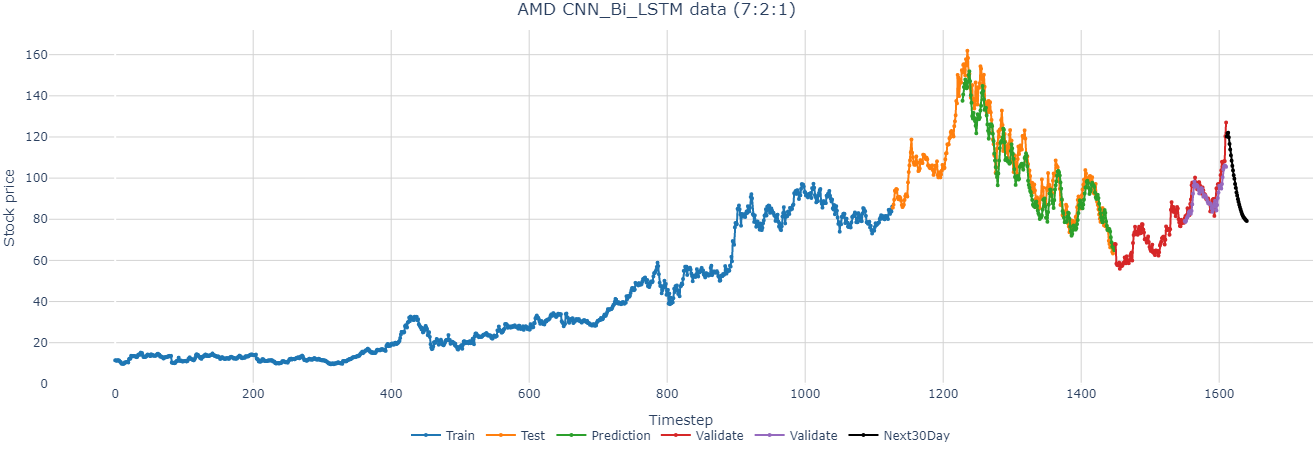 AMD CNN_Bi_LSTM data (7:2:1)
Stock price
160
140
120
100
80
60
40
20
0
0 200 400 600 800 1000 1200 1400 1600
Timestep
Train Test Prediction Validate Validate Next30Day